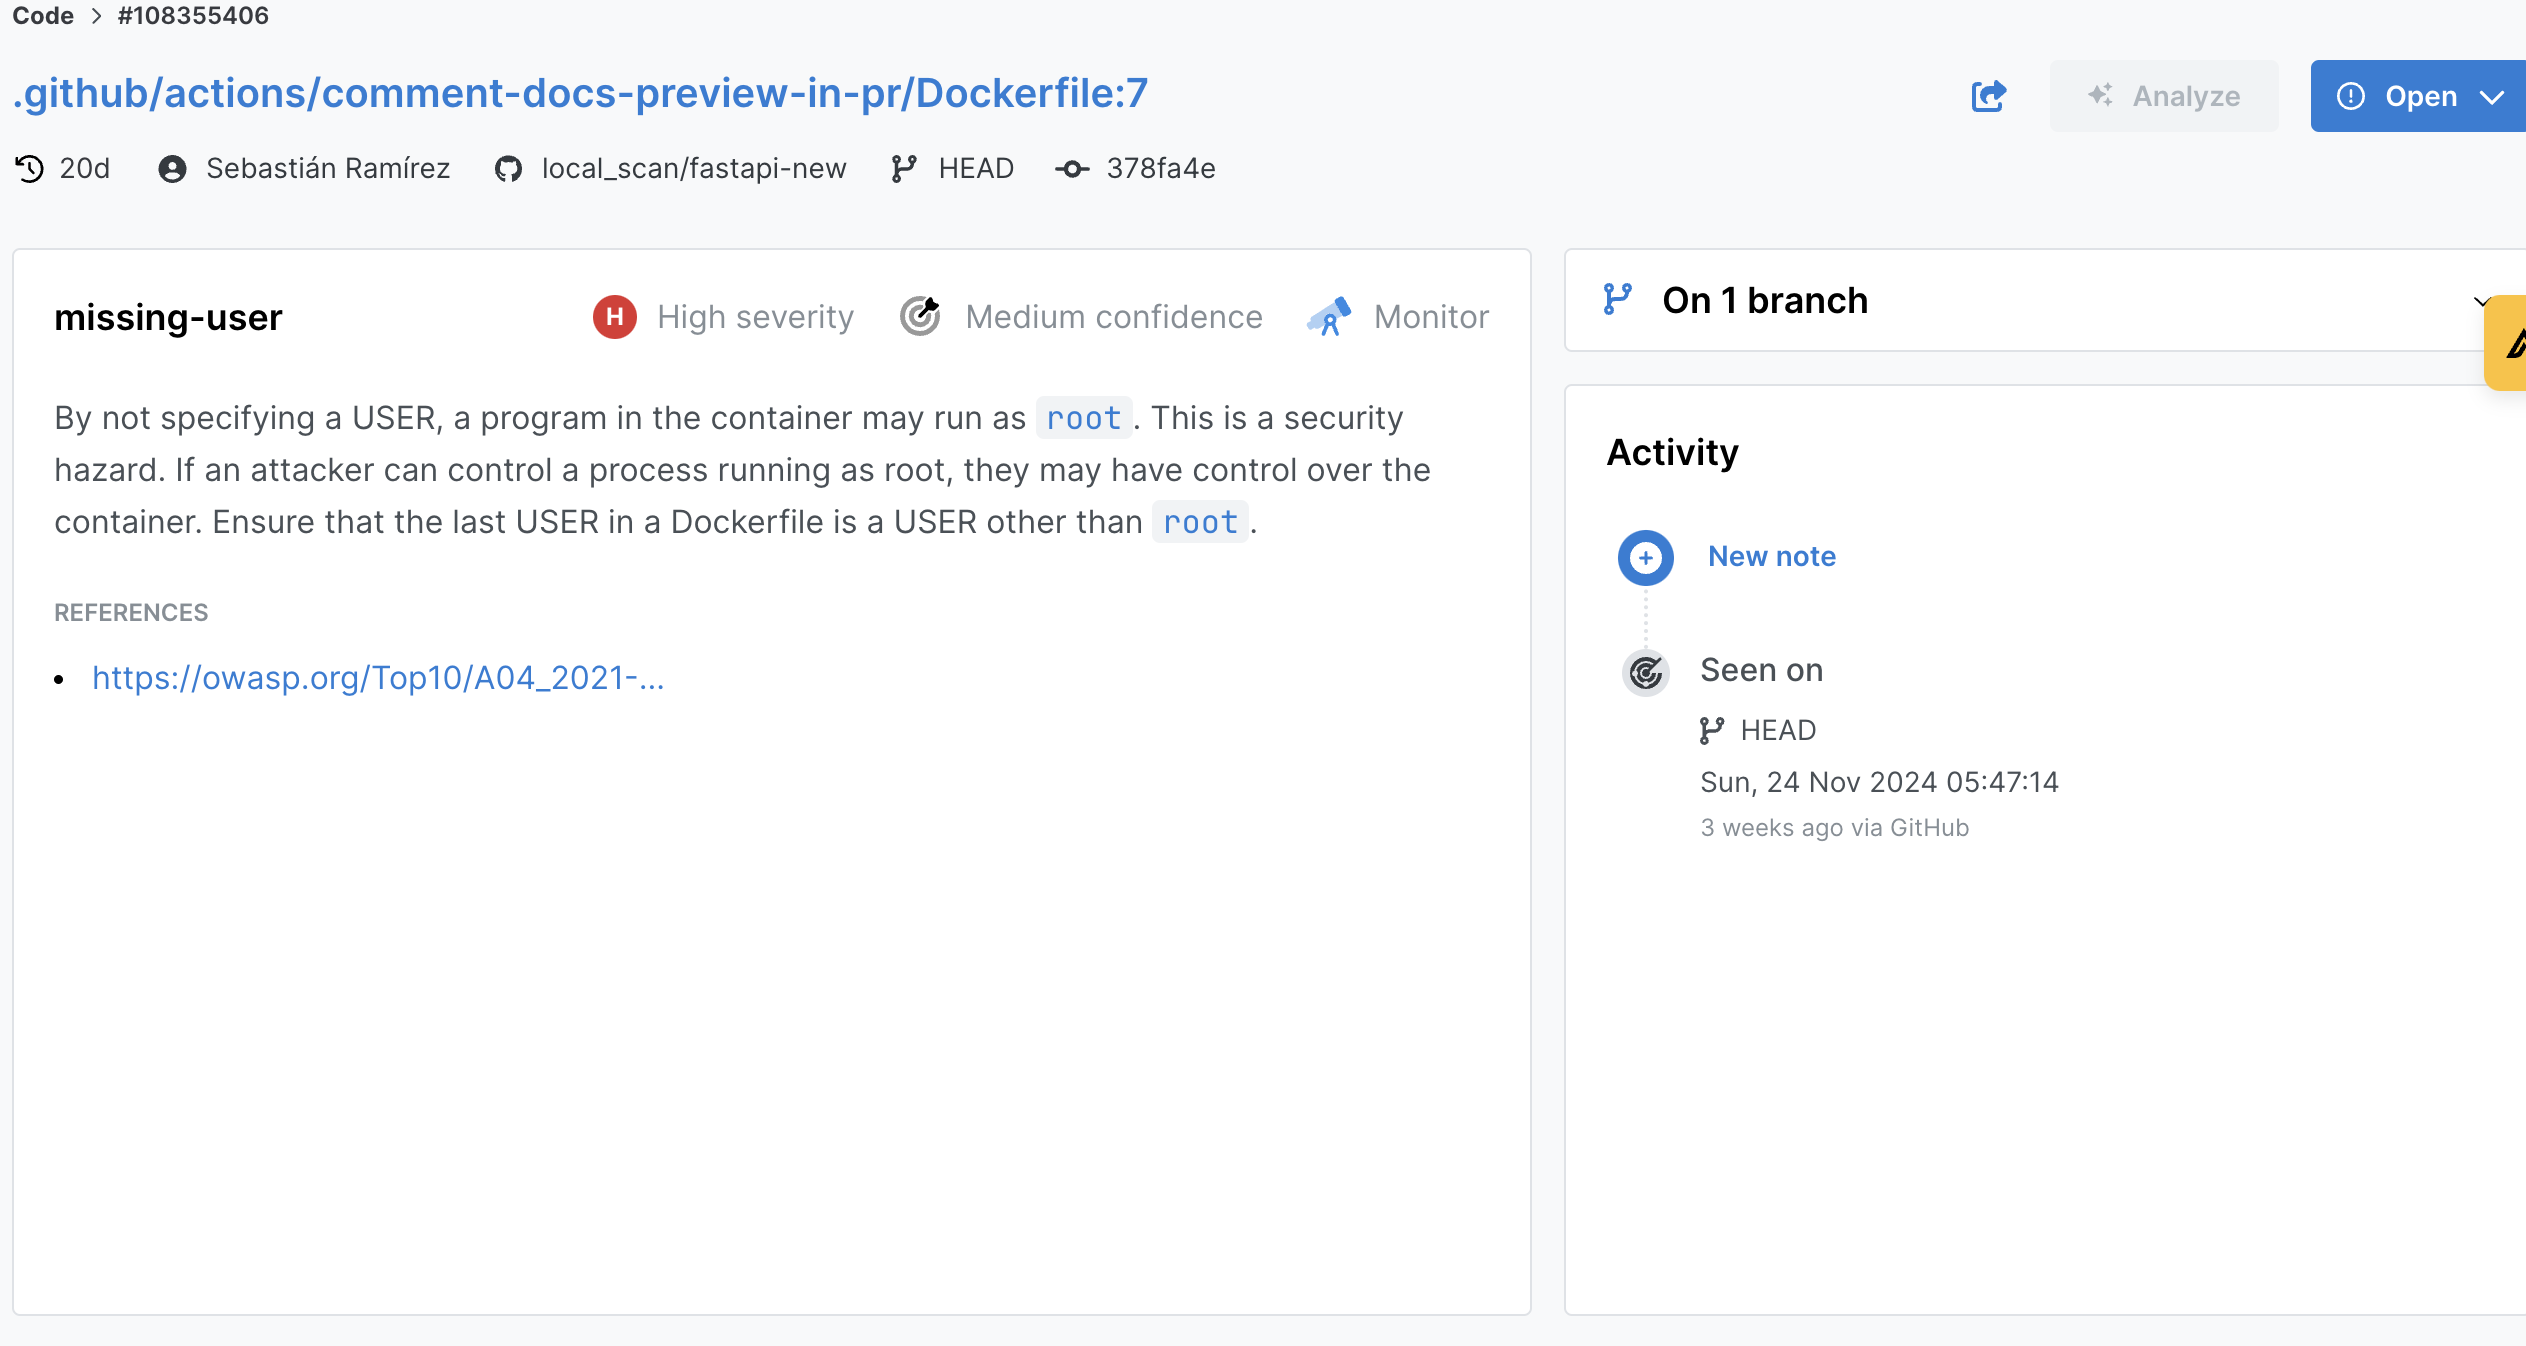 Code > #108355406
.github/actions/comment-docs-preview-in-pr/Dockerfile:7
Analyze
Open
20d Sebastián Ramírez local_scan/fastapi-new HEAD 378fa4e
missing-user
H High severity Medium confidence Monitor
By not specifying a USER, a program in the container may run as root. This is a security
hazard. If an attacker can control a process running as root, they may have control over the
container. Ensure that the last USER in a Dockerfile is a USER other than root.
REFERENCES
• https://owasp.org/Top10/A04_2021-...
On 1 branch
Activity
New note
Seen on
HEAD
Sun, 24 Nov 2024 05:47:14
3 weeks ago via GitHub